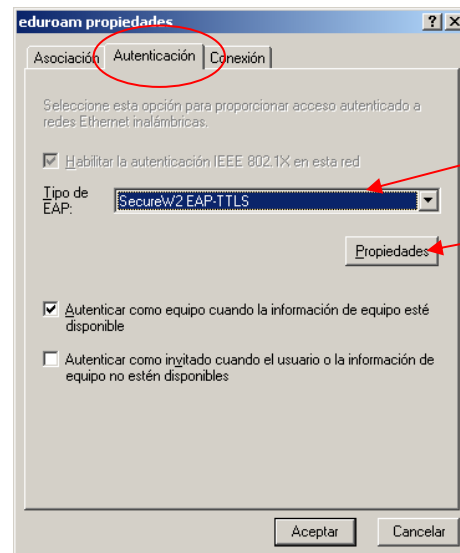 eduroam propiedades
Asociación Autenticación Conexión
Seleccione esta opción para proporcionar acceso autenticado a
redes Ethernet inalámbricas.
Habilitar la autenticación IEEE 802.1X en esta red
Tipo de
EAP:
SecureW2 EAP-TTLS
Propiedades
Autenticar como equipo cuando la información de equipo esté
disponible
Autenticar como invitado cuando el usuario o la información de
equipo no estén disponibles
Aceptar Cancelar